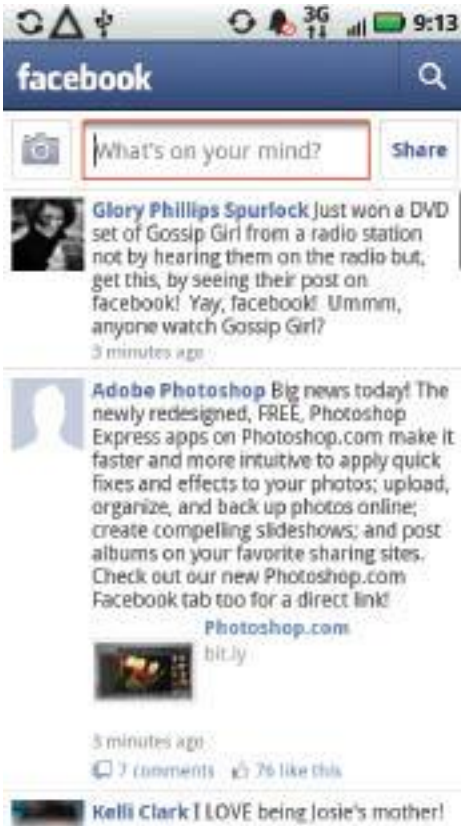 3G 9:13
facebook
What's on your mind? Share
Glory Phillips Spurlock Just won a DVD
set of Gossip Girl from a radio station
not by hearing them on the radio but,
get this, by seeing their post on
facebook! Yay, facebook! Ummm,
anyone watch Gossip Girl?
3 minutes ago
Adobe Photoshop Big news today! The
newly redesigned, FREE, Photoshop
Express apps on Photoshop.com make it
faster and more intuitive to apply quick
fixes and effects to your photos; upload,
organize, and back up photos online;
create compelling slideshows; and post
albums on your favorite sharing sites.
Check out our new Photoshop.com
Facebook tab too for a direct link!
Photoshop.com
bit.ly
3 minutes ago
7 comments 76 like this
Kelli Clark I LOVE being Josie's mother!